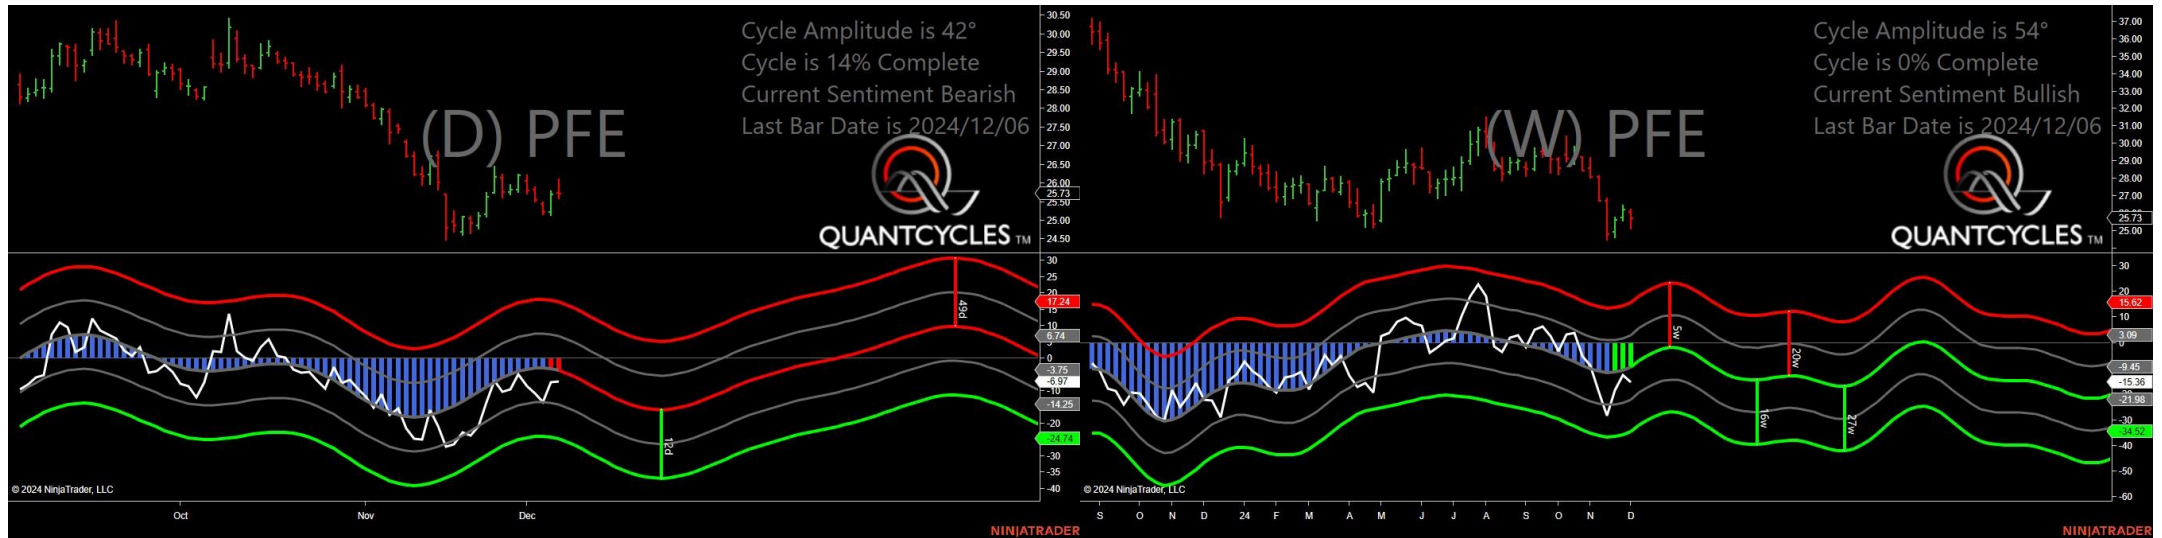 Cycle Amplitude is 42°
Cycle is 14% Complete
Current Sentiment Bearish
Last Bar Date is 2024/12/06
(D) PFE
QUANTCYCLES TM
30.50
30.00
29.50
29.00
28.50
28.00
27.50
27.00
26.50
26.00
25.73
25.50
25.00
24.50
30
25
20
17.24
15
10
6.74
5
0
-3.75
-6.97
-10
-14.25
-20
-24.74
-30
-35
-40
49d
12d
© 2024 NinjaTrader, LLC
Oct Nov Dec
NINJATRADER
Cycle Amplitude is 54°
Cycle is 0% Complete
Current Sentiment Bullish
Last Bar Date is 2024/12/06
(W) PFE
QUANTCYCLES TM
37.00
36.00
35.00
34.00
33.00
32.00
31.00
30.00
29.00
28.00
27.00
25.73
25.00
30
20
15.62
10
3.09
0
-9.45
-15.36
-21.98
-30
-34.52
-40
-50
-60
5w
20w
16w
27w
© 2024 NinjaTrader, LLC
S O N D 24 F M A M J J A S O N D
NINJATRADER